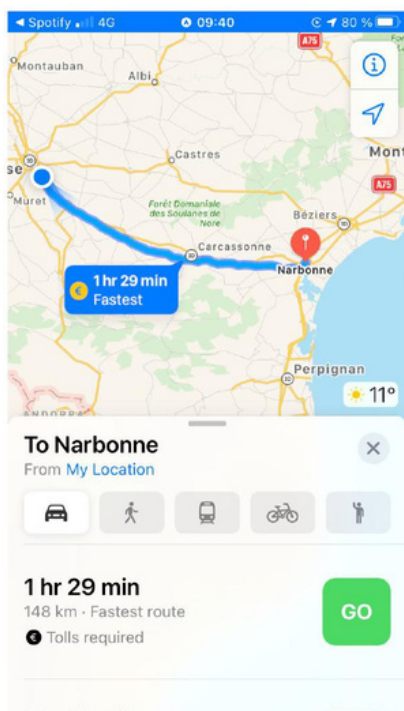 ◄ Spotify 4G 09:40 80 %
A75
Montauban
Albi
Castres
Mont
A75
se
Muret
Forêt Domaniale
des Soulanes de
Nore
Béziers
Carcassonne
Narbonne
1 hr 29 min
Fastest
Perpignan
11°
ANDORRA
To Narbonne
From My Location
1 hr 29 min
148 km · Fastest route
Tolls required
GO